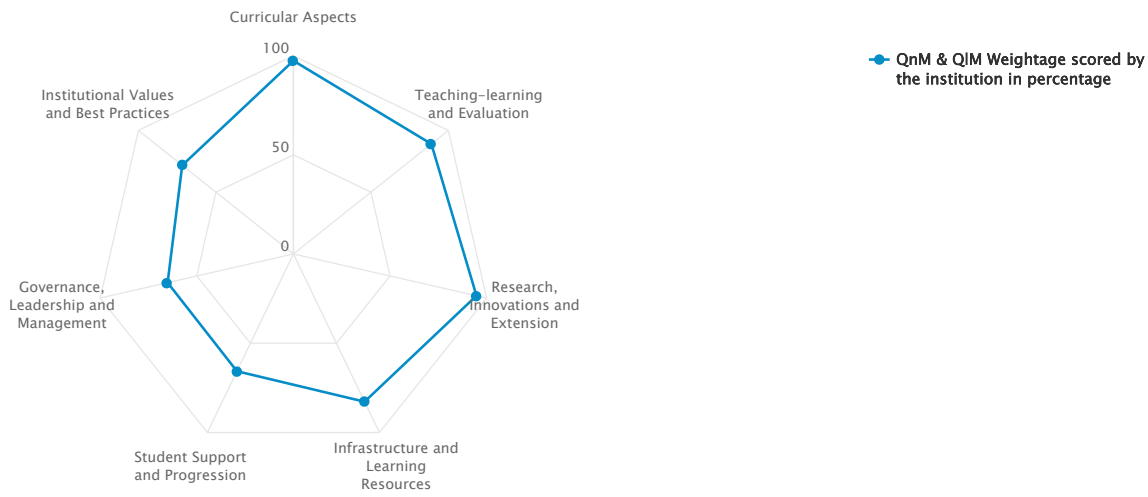 Curricular Aspects
100
Teaching-learning
and Evaluation
50
0
Research,
Innovations and
Extension
Infrastructure and
Learning
Resources
Student Support
and Progression
Governance,
Leadership and
Management
Institutional Values
and Best Practices
QnM & QlM Weightage scored by
the institution in percentage